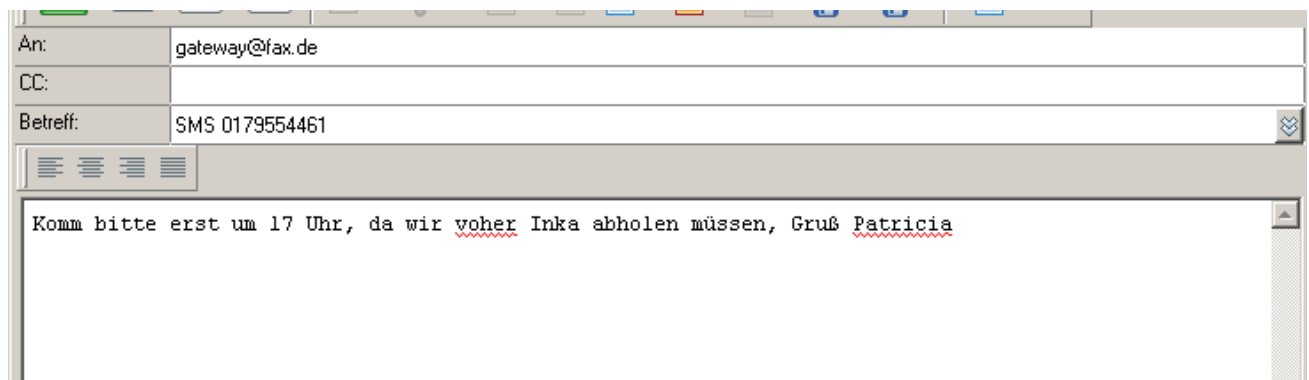 An: gateway@fax.de
CC:
Betreff: SMS 0179554461
Komm bitte erst um 17 Uhr, da wir voher Inka abholen müssen, Gruß Patricia